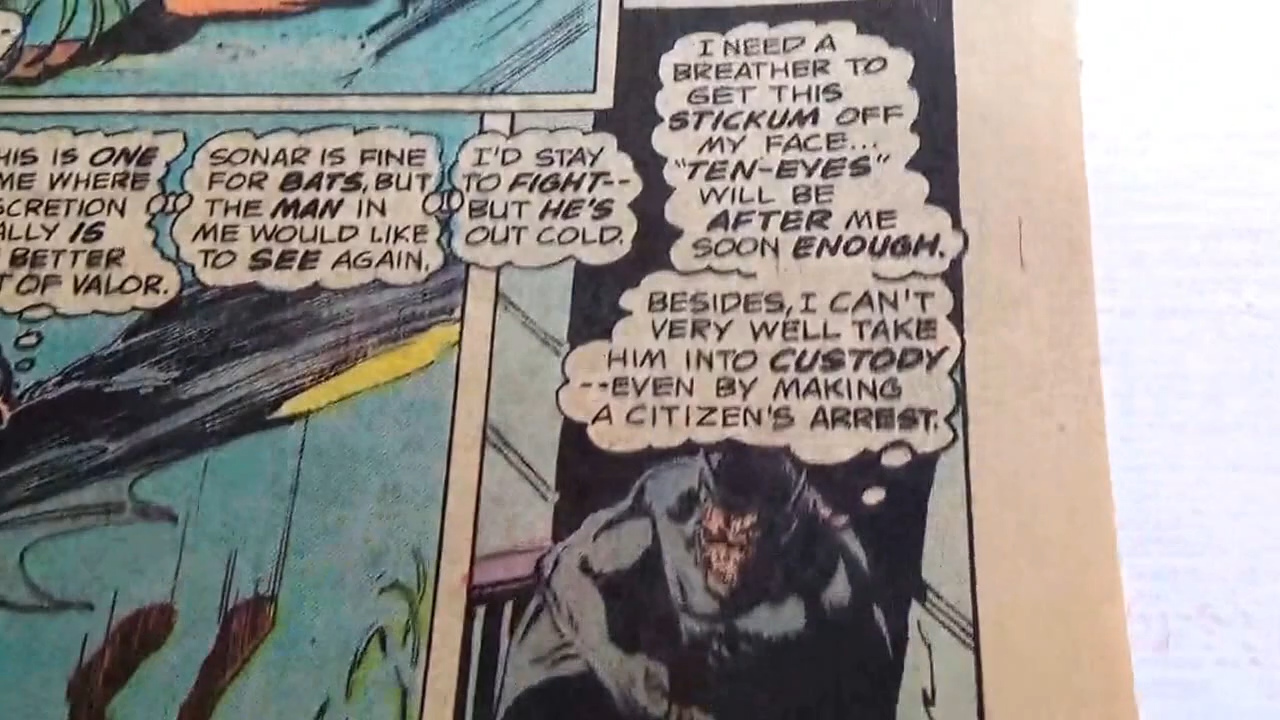 HIS IS ONE
ME WHERE
SCRETION
ALLY IS
BETTER
T OF VALOR.
SONAR IS FINE
FOR BATS, BUT
THE MAN IN
ME WOULD LIKE
TO SEE AGAIN.
I'D STAY
TO FIGHT--
BUT HE'S
OUT COLD.
I NEED A
BREATHER TO
GET THIS
STICKUM OFF
MY FACE...
"TEN-EYES"
WILL BE
AFTER ME
SOON ENOUGH.
BESIDES, I CAN'T
VERY WELL TAKE
HIM INTO CUSTODY
--EVEN BY MAKING
A CITIZEN'S ARREST.